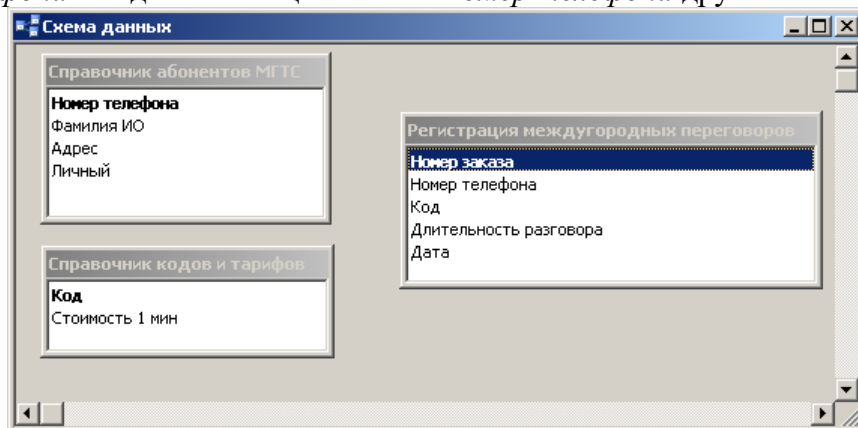 Схема данных
Справочник абонентов МГТС
Номер телефона
Фамилия ИО
Адрес
Личный
Регистрация междугородных переговоров
Номер заказа
Номер телефона
Код
Длительность разговора
Дата
Справочник кодов и тарифов
Код
Стоимость 1 мин